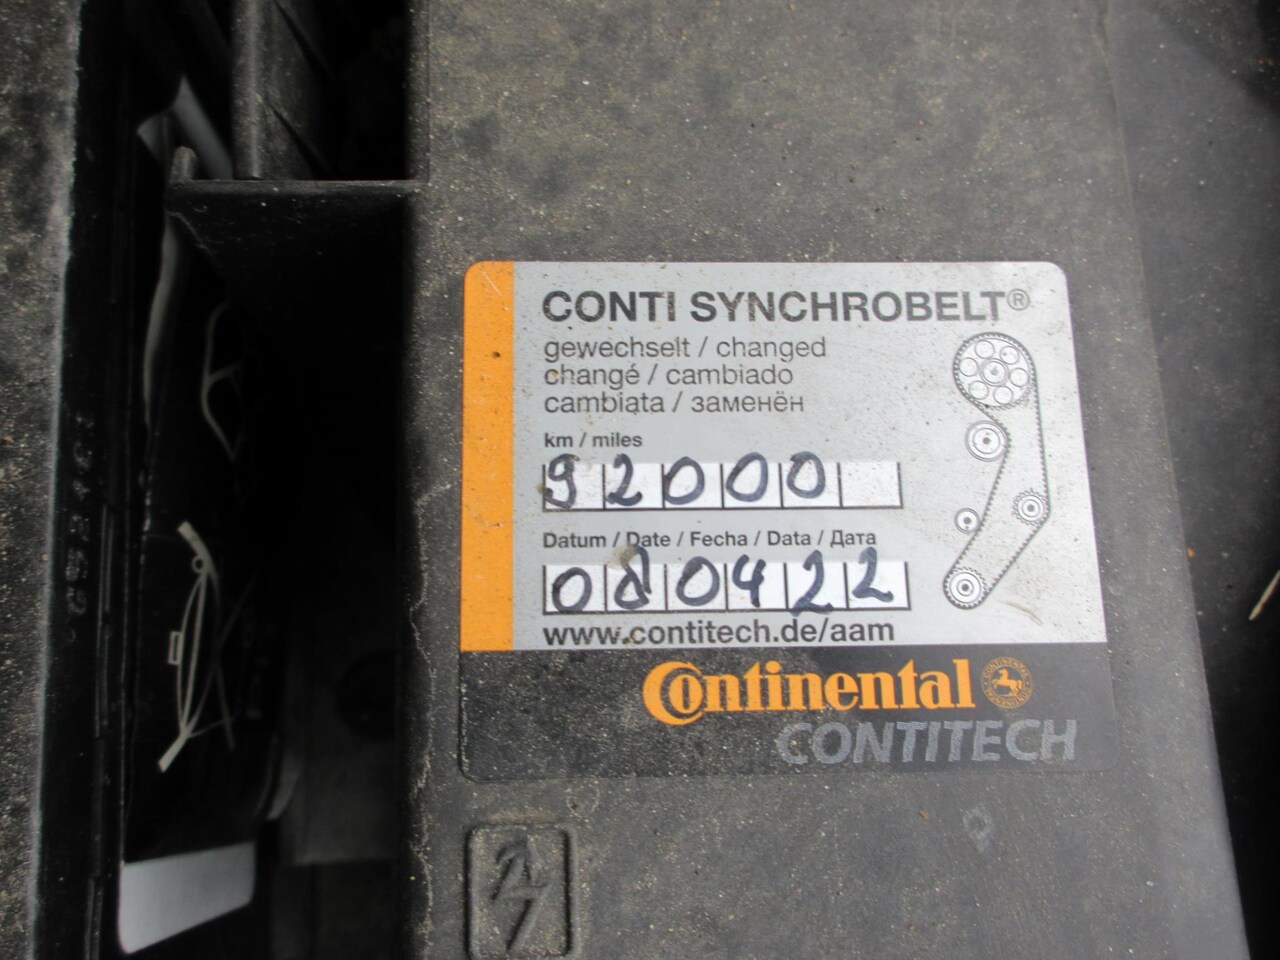 CONTI SYNCHROBELT®
gewechselt / changed
changé / cambiado
cambiata / заменён
km / miles
92000
Datum / Date / Fecha / Data / Дата
080422
www.contitech.de/aam
Continental
CONTITECH